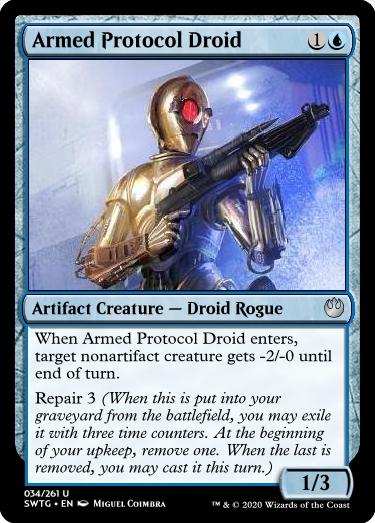 Armed Protocol Droid 1
Artifact Creature — Droid Rogue
When Armed Protocol Droid enters,
target nonartifact creature gets -2/-0 until
end of turn.
Repair 3 (When this is put into your
graveyard from the battlefield, you may exile
it with three time counters. At the beginning
of your upkeep, remove one. When the last is
removed, you may cast it this turn.)
1/3
034/261 U
SWTG • EN Miguel Coimbra
™ & © 2020 Wizards of the Coast